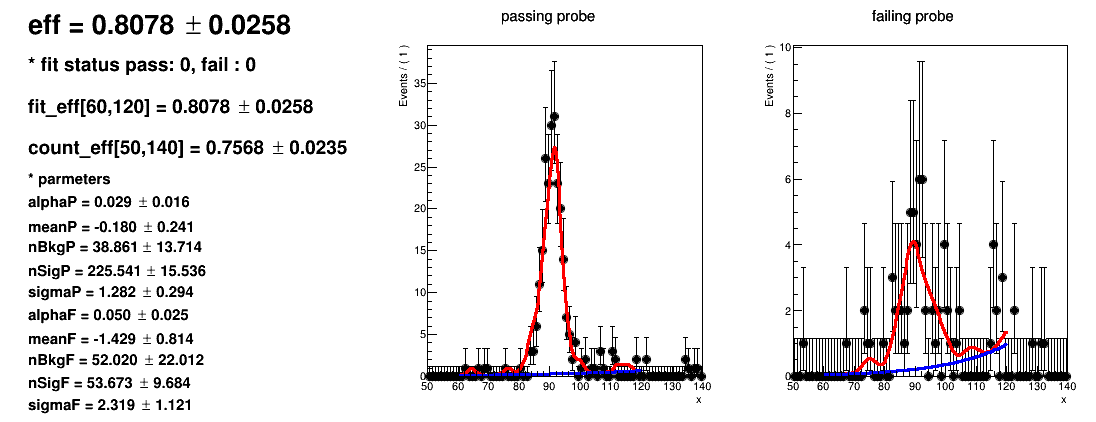 eff = 0.8078 ± 0.0258
* fit status pass: 0, fail : 0
fit_eff[60,120] = 0.8078 ± 0.0258
count_eff[50,140] = 0.7568 ± 0.0235
* parmeters
alphaP = 0.029 ± 0.016
meanP = -0.180 ± 0.241
nBkgP = 38.861 ± 13.714
nSigP = 225.541 ± 15.536
sigmaP = 1.282 ± 0.294
alphaF = 0.050 ± 0.025
meanF = -1.429 ± 0.814
nBkgF = 52.020 ± 22.012
nSigF = 53.673 ± 9.684
sigmaF = 2.319 ± 1.121
passing probe
Events / ( 1 )
35
30
25
20
15
10
5
0
50 60 70 80 90 100 110 120 130 140
x
failing probe
Events / ( 1 )
10
8
6
4
2
0
50 60 70 80 90 100 110 120 130 140
x